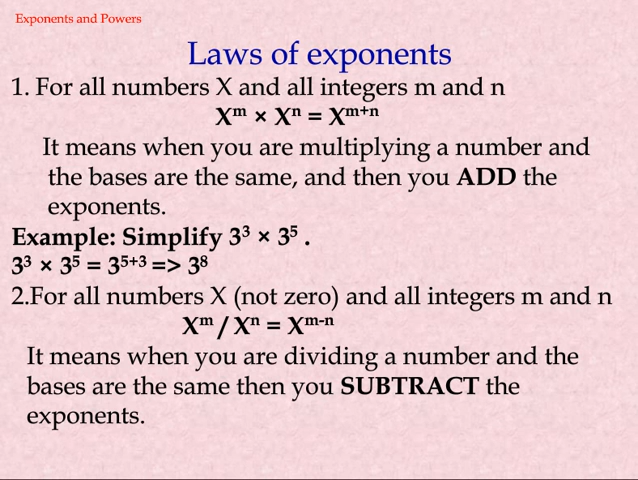 Exponents and Powers
Laws of exponents
1. For all numbers X and all integers m and n
Xᵐ × Xⁿ = Xᵐ⁺ⁿ
It means when you are multiplying a number and
the bases are the same, and then you ADD the
exponents.
Example: Simplify 3³ × 3⁵ .
3³ × 3⁵ = 3⁵⁺³ => 3⁸
2.For all numbers X (not zero) and all integers m and n
Xᵐ / Xⁿ = Xᵐ⁻ⁿ
It means when you are dividing a number and the
bases are the same then you SUBTRACT the
exponents.